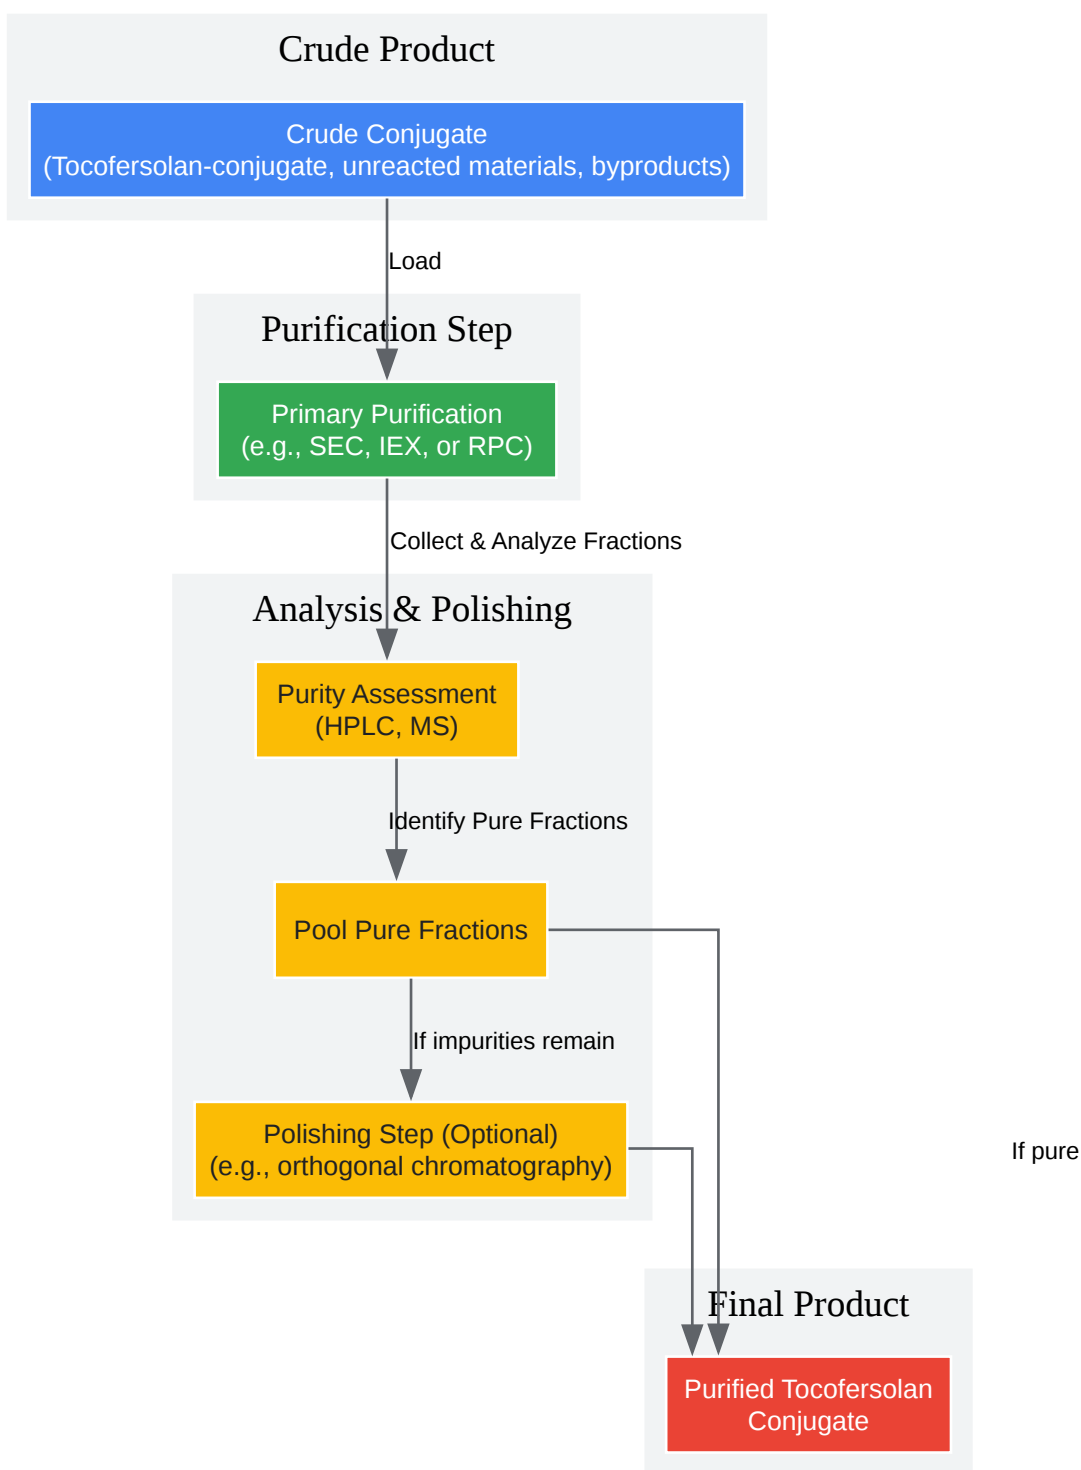 Crude Product
Crude Conjugate
(Tocofersolan-conjugate, unreacted materials, byproducts)
Load
Purification Step
Primary Purification
(e.g., SEC, IEX, or RPC)
Collect & Analyze Fractions
Analysis & Polishing
Purity Assessment
(HPLC, MS)
Identify Pure Fractions
Pool Pure Fractions
If impurities remain
Polishing Step (Optional)
(e.g., orthogonal chromatography)
If pure
Final Product
Purified Tocofersolan
Conjugate